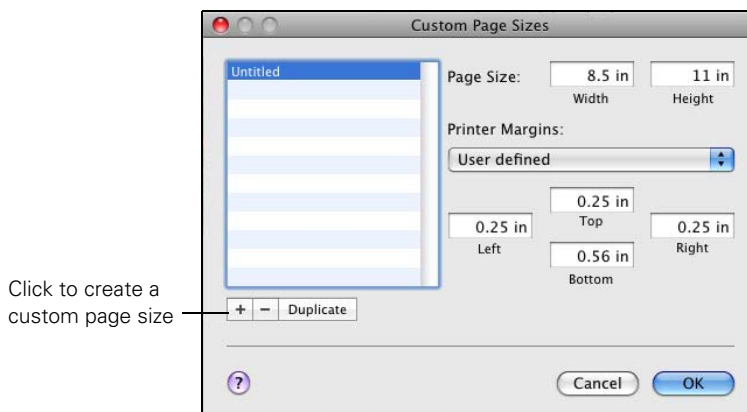 Custom Page Sizes
Untitled
Page Size:
8.5 in
11 in
Width
Height
Printer Margins:
User defined
0.25 in
Top
0.25 in
Left
0.25 in
Right
0.56 in
Bottom
Click to create a
custom page size
+ − Duplicate
?
Cancel
OK